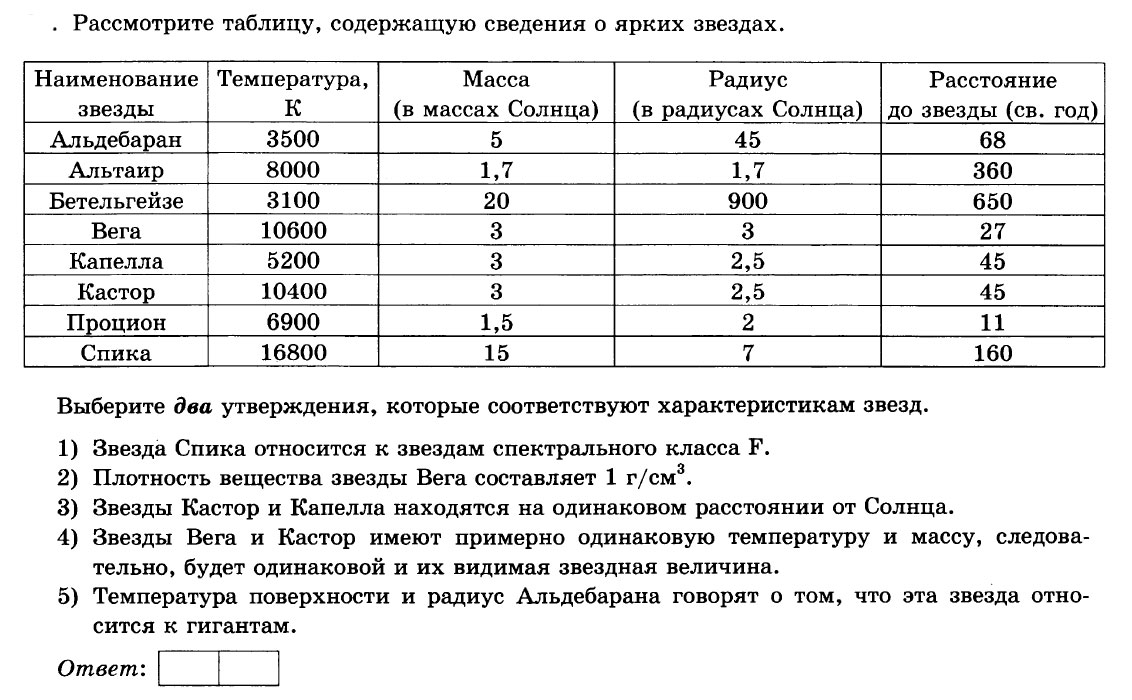 . Рассмотрите таблицу, содержащую сведения о ярких звездах.
Наименование звезды | Температура, К | Масса (в массах Солнца) | Радиус (в радиусах Солнца) | Расстояние до звезды (св. год)
Альдебаран | 3500 | 5 | 45 | 68
Альтаир | 8000 | 1,7 | 1,7 | 360
Бетельгейзе | 3100 | 20 | 900 | 650
Вега | 10600 | 3 | 3 | 27
Капелла | 5200 | 3 | 2,5 | 45
Кастор | 10400 | 3 | 2,5 | 45
Процион | 6900 | 1,5 | 2 | 11
Спика | 16800 | 15 | 7 | 160
Выберите два утверждения, которые соответствуют характеристикам звезд.
1) Звезда Спика относится к звездам спектрального класса F.
2) Плотность вещества звезды Вега составляет 1 г/см³.
3) Звезды Кастор и Капелла находятся на одинаковом расстоянии от Солнца.
4) Звезды Вега и Кастор имеют примерно одинаковую температуру и массу, следова-
тельно, будет одинаковой и их видимая звездная величина.
5) Температура поверхности и радиус Альдебарана говорят о том, что эта звезда отно-
сится к гигантам.
Ответ: